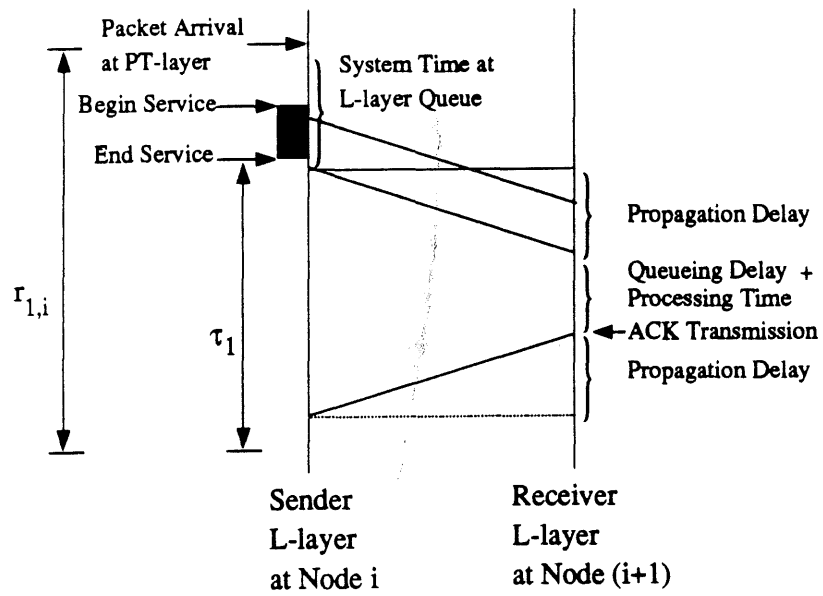 Packet Arrival
at PT-layer
System Time at
L-layer Queue
Begin Service
End Service
Propagation Delay
Queueing Delay +
Processing Time
ACK Transmission
Propagation Delay
r1,i
τ1
Sender
L-layer
at Node i
Receiver
L-layer
at Node (i+1)